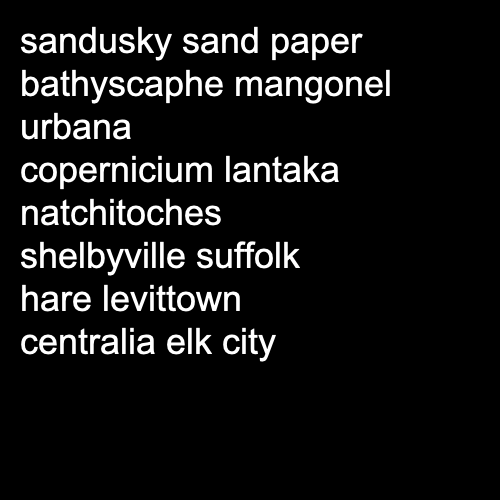 sandusky sand paper
bathyscaphe mangonel
urbana
copernicium lantaka
natchitoches
shelbyville suffolk
hare levittown
centralia elk city